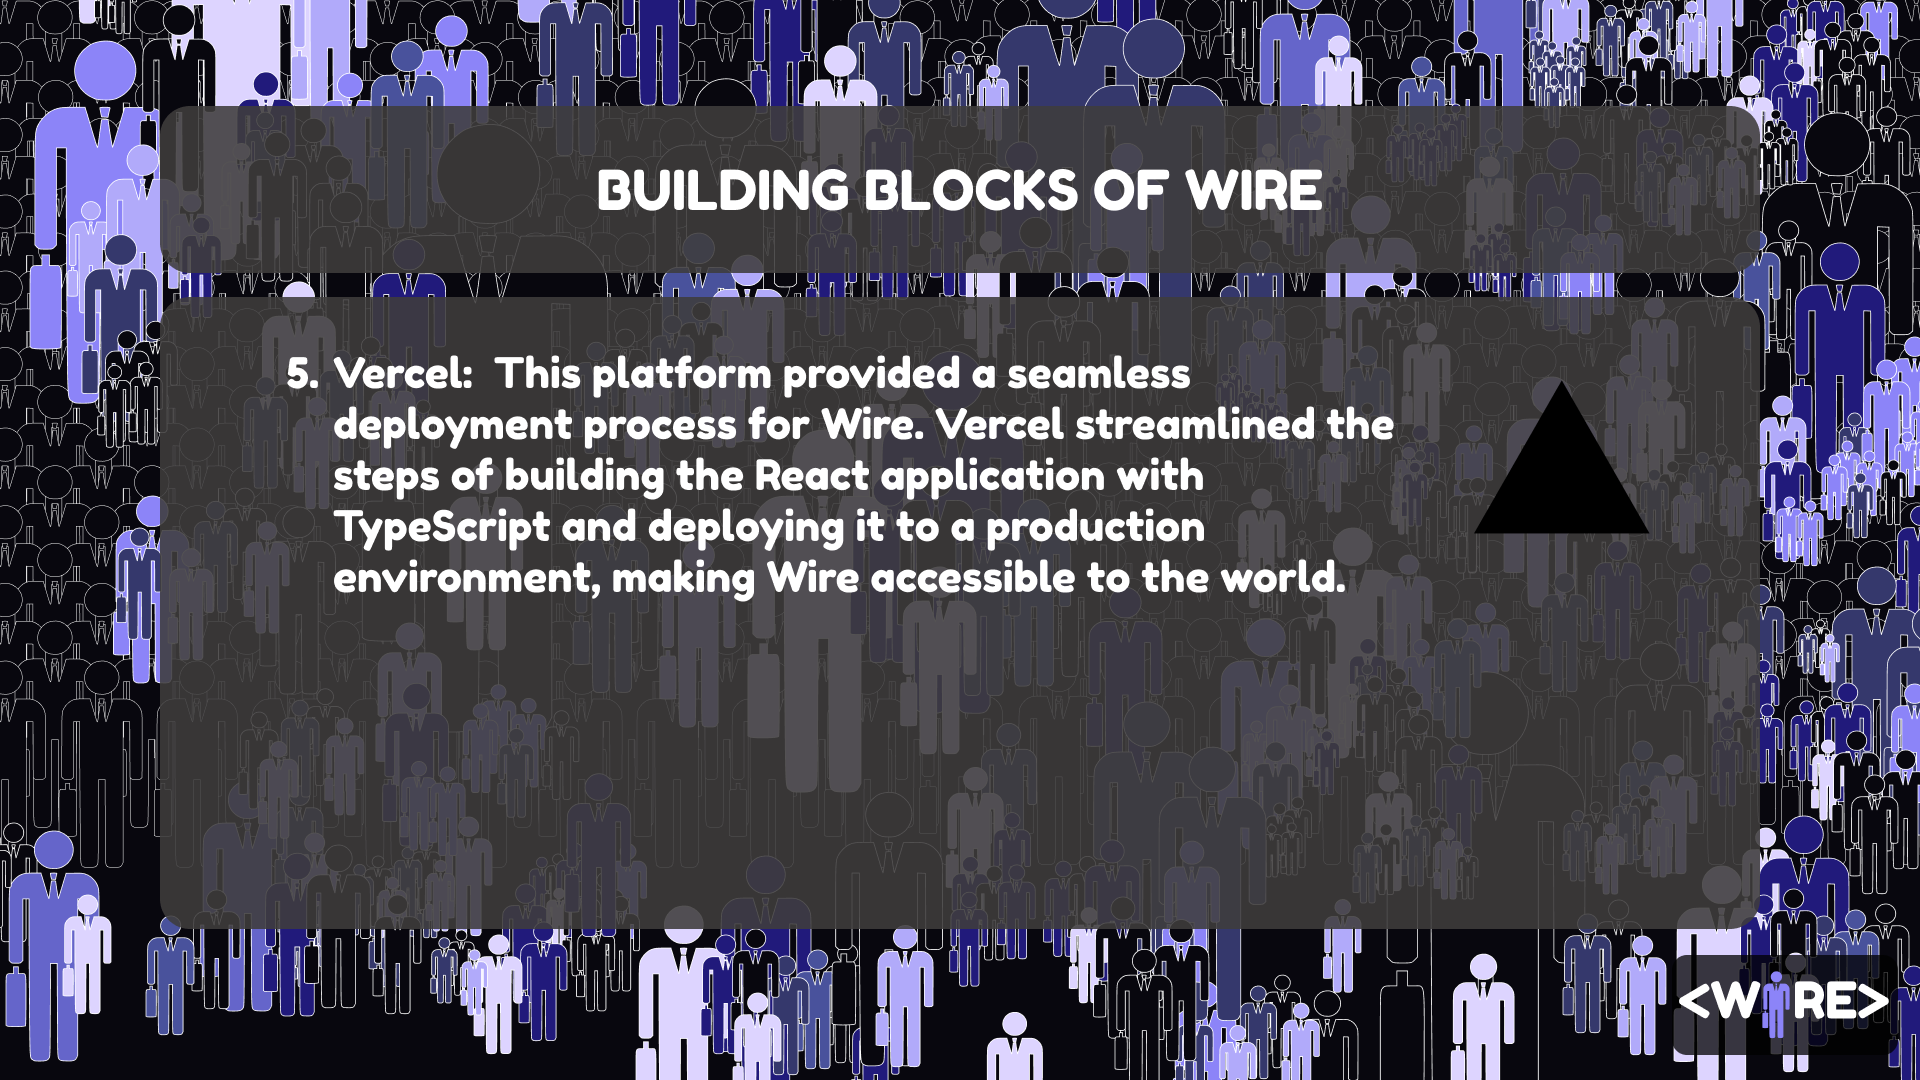 BUILDING BLOCKS OF WIRE
5. Vercel: This platform provided a seamless
deployment process for Wire. Vercel streamlined the
steps of building the React application with
TypeScript and deploying it to a production
environment, making Wire accessible to the world.
<WIRE>